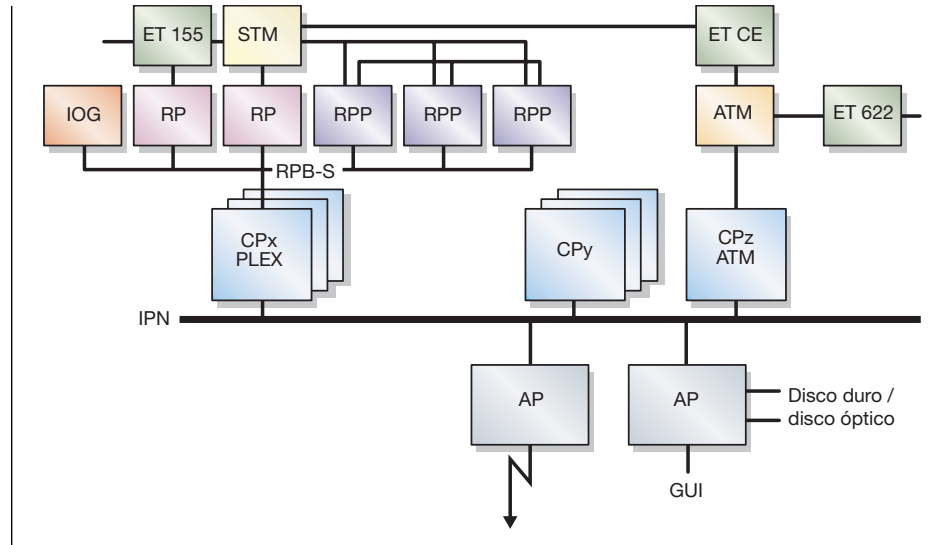 ET 155
STM
ET CE
IOG
RP
RP
RPP
RPP
RPP
ATM
ET 622
RPB-S
CPx
PLEX
CPy
CPz
ATM
IPN
AP
AP
Disco duro /
disco óptico
GUI